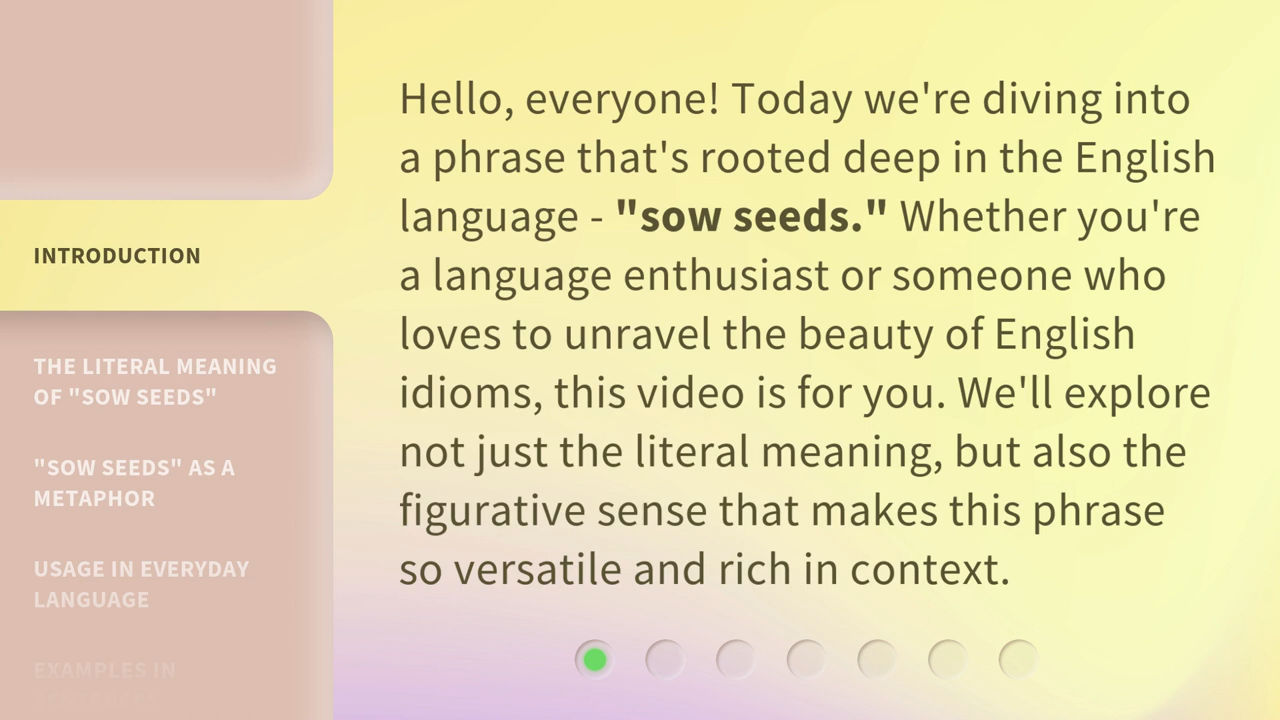 INTRODUCTION
THE LITERAL MEANING
OF "SOW SEEDS"
"SOW SEEDS" AS A
METAPHOR
USAGE IN EVERYDAY
LANGUAGE
EXAMPLES IN
Hello, everyone! Today we're diving into
a phrase that's rooted deep in the English
language - "sow seeds." Whether you're
a language enthusiast or someone who
loves to unravel the beauty of English
idioms, this video is for you. We'll explore
not just the literal meaning, but also the
figurative sense that makes this phrase
so versatile and rich in context.